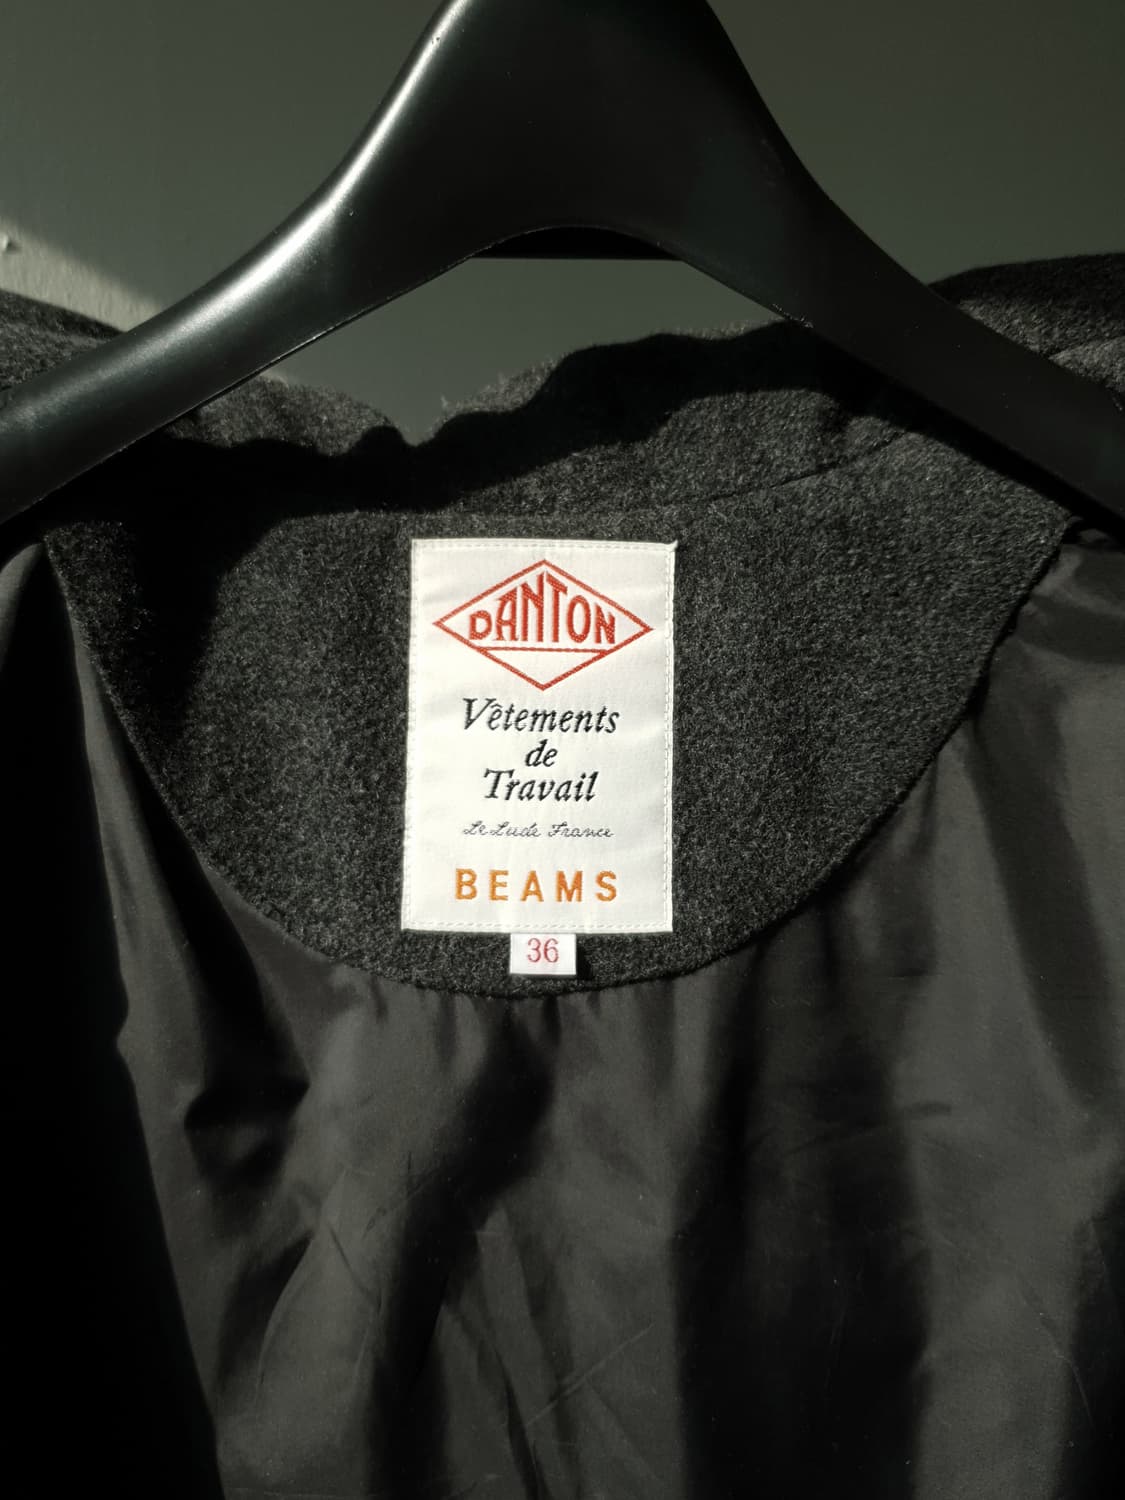 DANTON
Vêtements
de
Travail
Le Lude France
BEAMS
36